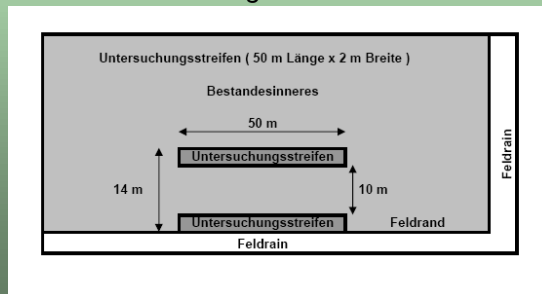 Untersuchungsstreifen ( 50 m Länge x 2 m Breite )
Bestandesinneres
50 m
Untersuchungsstreifen
14 m
10 m
Untersuchungsstreifen
Feldrand
Feldrain
Feldrain